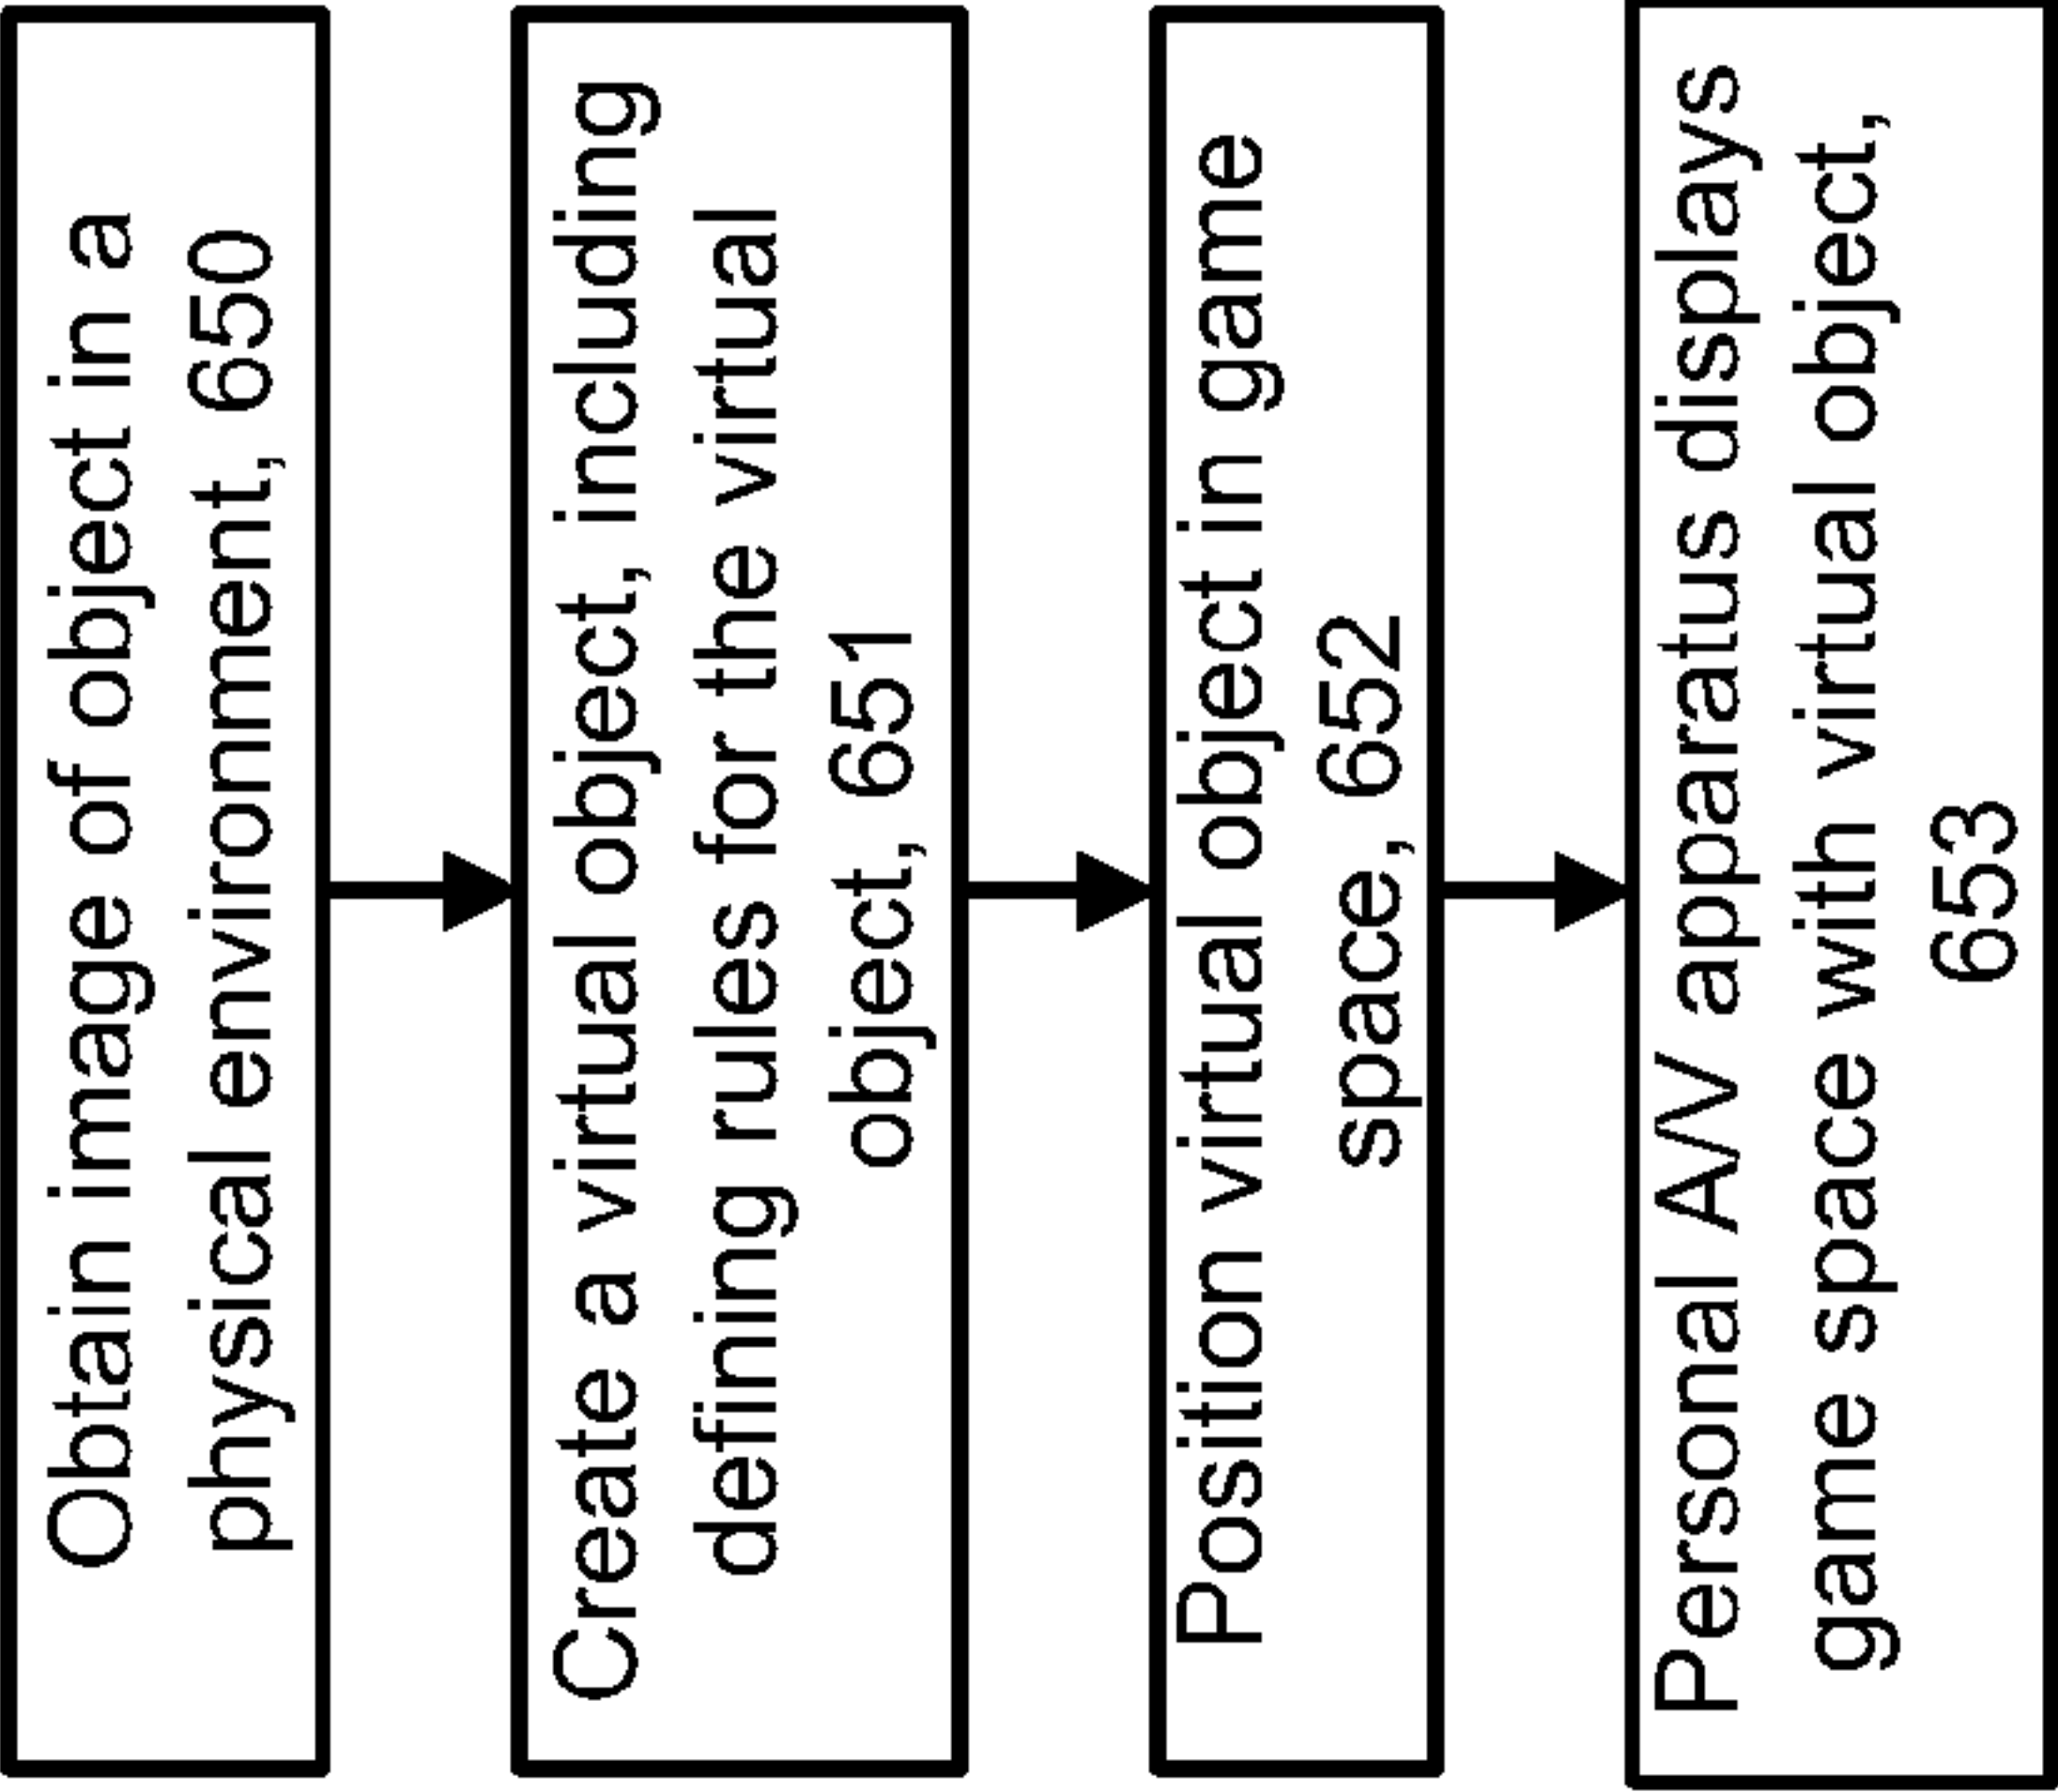 Obtain image of object in a
physical environment, 650
Create a virtual object, including
defining rules for the virtual
object, 651
Position virtual object in game
space, 652
Personal A/V apparatus displays
game space with virtual object,
653